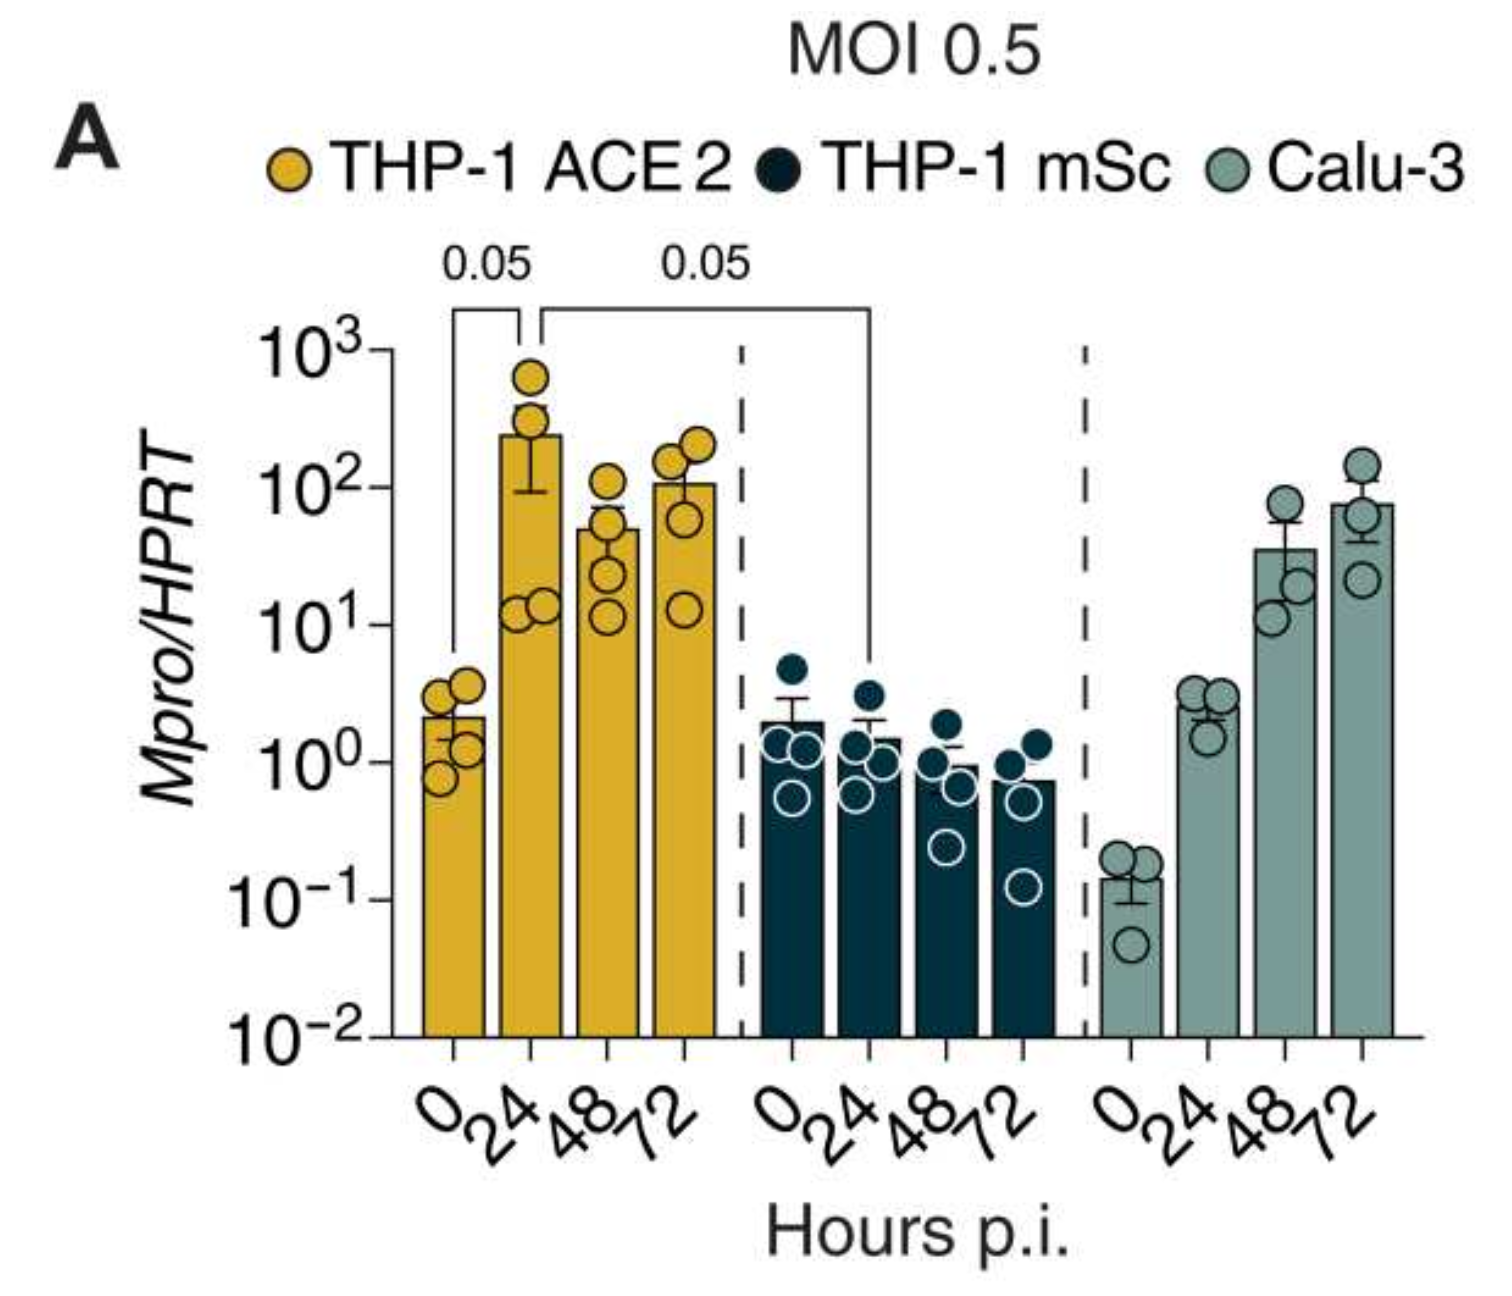 MOI 0.5
A
THP-1 ACE2 THP-1 mSc Calu-3
0.05 0.05
10³
10²
10¹
10⁰
10⁻¹
10⁻²
Mpro/HPRT
0 24 48 72 0 24 48 72 0 24 48 72
Hours p.i.